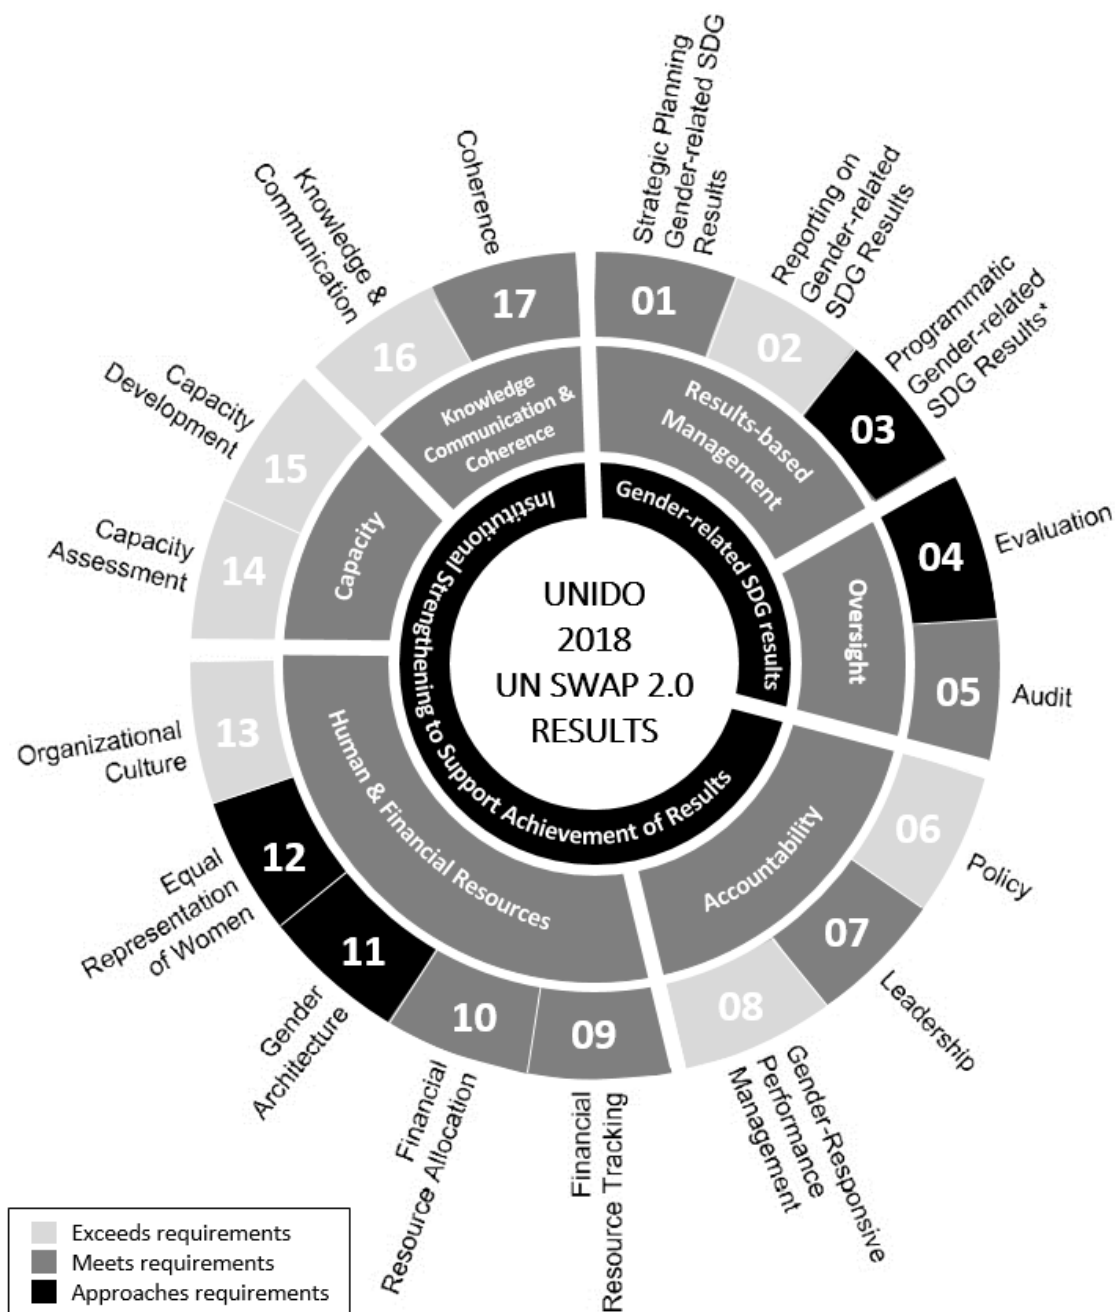 Strategic Planning
Gender-related SDG
Results
Reporting on
Gender-related
SDG Results
Programmatic
Gender-related
SDG Results*
Evaluation
Audit
Policy
Leadership
Gender-Responsive
Performance
Management
Financial
Resource Tracking
Financial
Resource Allocation
Gender
Architecture
Equal
Representation
of Women
Organizational
Culture
Capacity
Assessment
Capacity
Development
Knowledge &
Communication
Coherence
01
02
03
04
05
06
07
08
09
10
11
12
13
14
15
16
17
Results-based
Management
Oversight
Accountability
Human & Financial Resources
Capacity
Knowledge
Communication &
Coherence
Gender-related SDG results
Institutional Strengthening to Support Achievement of Results
UNIDO
2018
UN SWAP 2.0
RESULTS
Exceeds requirements
Meets requirements
Approaches requirements